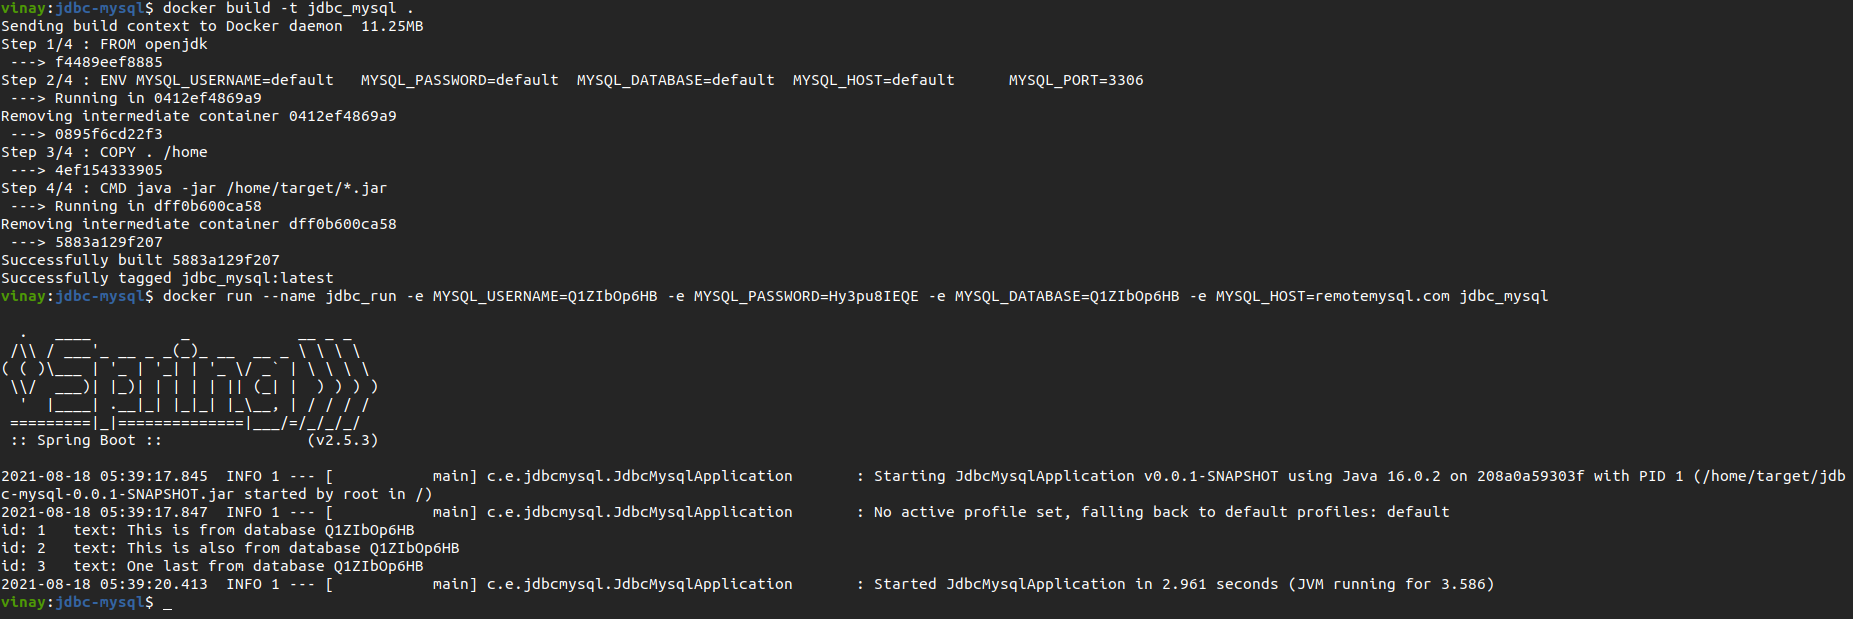 vinay:jdbc-mysql$ docker build -t jdbc_mysql .
Sending build context to Docker daemon  11.25MB
Step 1/4 : FROM openjdk
 ---> f4489eef8885
Step 2/4 : ENV MYSQL_USERNAME=default   MYSQL_PASSWORD=default  MYSQL_DATABASE=default  MYSQL_HOST=default      MYSQL_PORT=3306
 ---> Running in 0412ef4869a9
Removing intermediate container 0412ef4869a9
 ---> 0895f6cd22f3
Step 3/4 : COPY . /home
 ---> 4ef154333905
Step 4/4 : CMD java -jar /home/target/*.jar
 ---> Running in dff0b600ca58
Removing intermediate container dff0b600ca58
 ---> 5883a129f207
Successfully built 5883a129f207
Successfully tagged jdbc_mysql:latest
vinay:jdbc-mysql$ docker run --name jdbc_run -e MYSQL_USERNAME=Q1ZIbOp6HB -e MYSQL_PASSWORD=Hy3pu8IEQE -e MYSQL_DATABASE=Q1ZIbOp6HB -e MYSQL_HOST=remotemysql.com jdbc_mysql

  .   ____          _            __ _ _
 /\\ / ___'_ __ _ _(_)_ __  __ _ \ \ \ \
( ( )\___ | '_ | '_| | '_ \/ _` | \ \ \ \
 \\/  ___)| |_)| | | | | || (_| |  ) ) ) )
  '  |____| .__|_| |_|_| |_\__, | / / / /
 =========|_|==============|___/=/_/_/_/
 :: Spring Boot ::                (v2.5.3)

2021-08-18 05:39:17.845  INFO 1 --- [           main] c.e.jdbcmysql.JdbcMysqlApplication       : Starting JdbcMysqlApplication v0.0.1-SNAPSHOT using Java 16.0.2 on 208a0a59303f with PID 1 (/home/target/jdb
c-mysql-0.0.1-SNAPSHOT.jar started by root in /)
2021-08-18 05:39:17.847  INFO 1 --- [           main] c.e.jdbcmysql.JdbcMysqlApplication       : No active profile set, falling back to default profiles: default
id: 1   text: This is from database Q1ZIbOp6HB
id: 2   text: This is also from database Q1ZIbOp6HB
id: 3   text: One last from database Q1ZIbOp6HB
2021-08-18 05:39:20.413  INFO 1 --- [           main] c.e.jdbcmysql.JdbcMysqlApplication       : Started JdbcMysqlApplication in 2.961 seconds (JVM running for 3.586)
vinay:jdbc-mysql$ _